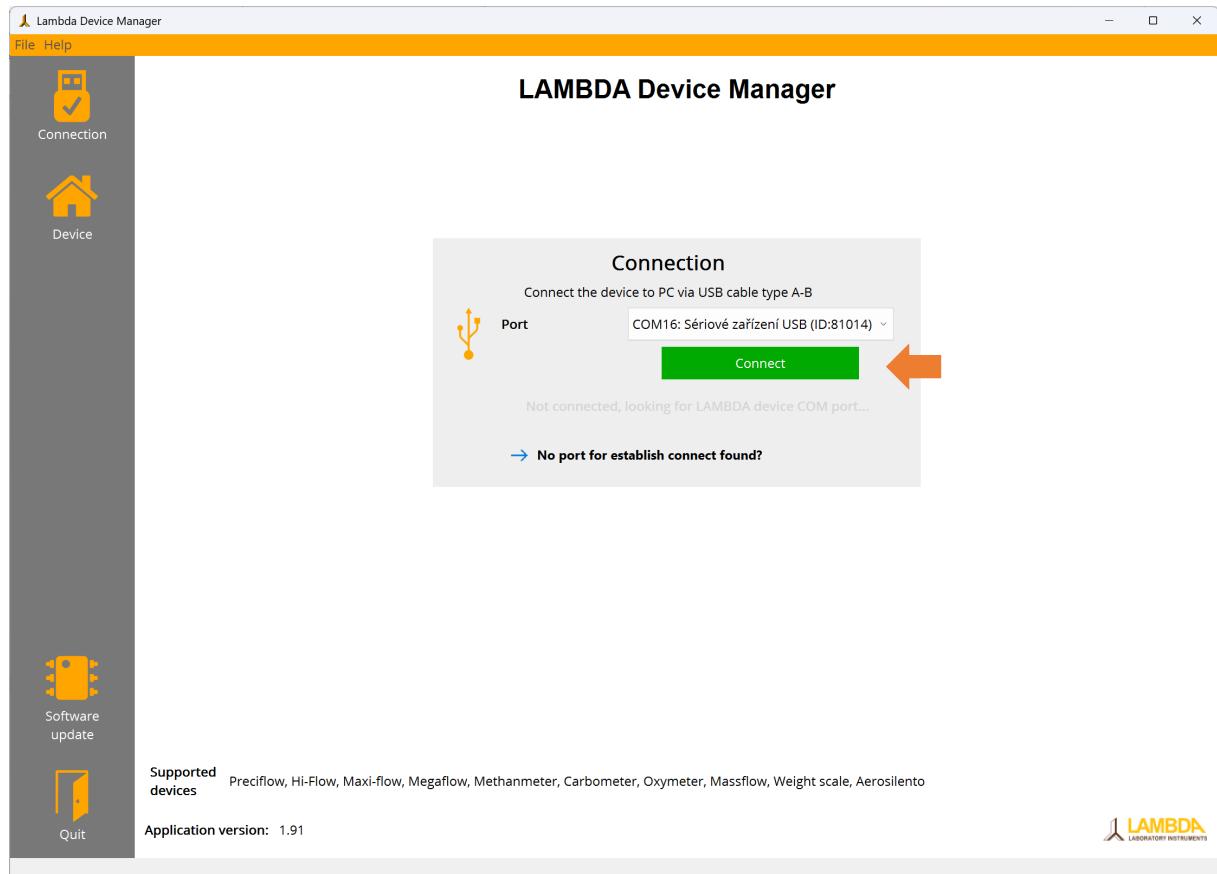 Lambda Device Manager
File Help
Connection
Device
LAMBDA Device Manager
Connection
Connect the device to PC via USB cable type A-B
Port
COM16: Sériové zařízení USB (ID:81014)
Connect
Not connected, looking for LAMBDA device COM port...
No port for establish connect found?
Software
update
Quit
Supported
devices
Preciflow, Hi-Flow, Maxi-flow, Megaflow, Methanmeter, Carbometer, Oxymeter, Massflow, Weight scale, Aerosilento
Application version: 1.91
LAMBDA
LABORATORY INSTRUMENTS